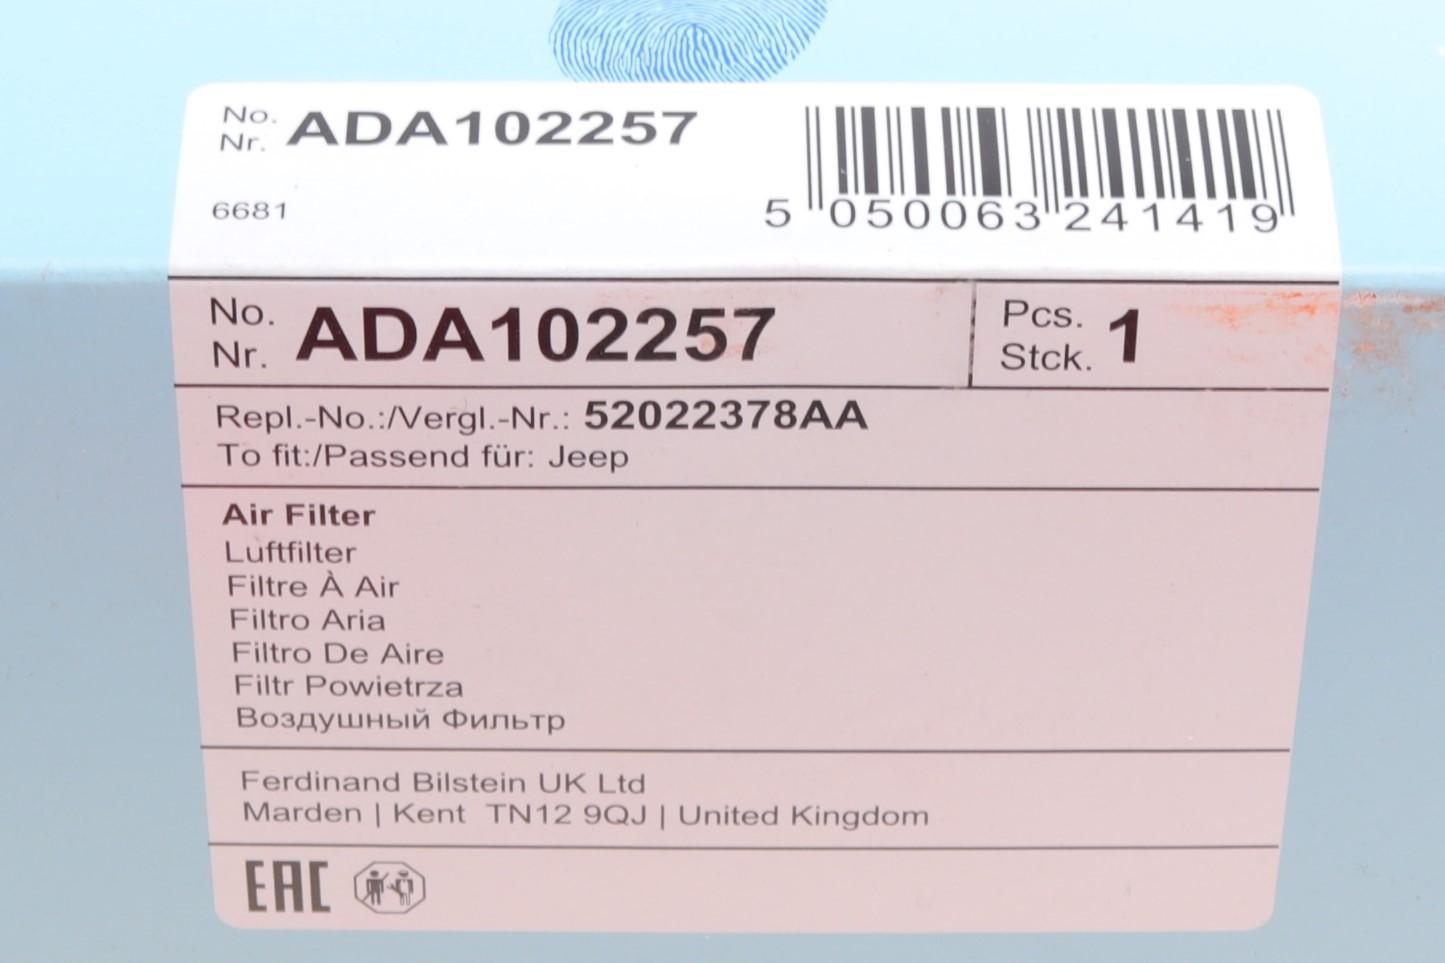 No.
Nr. ADA102257
6681
5 050063 241419
No.
Nr. ADA102257
Pcs.
Stck. 1
Repl.-No.:/Vergl.-Nr.: 52022378AA
To fit:/Passend für: Jeep
Air Filter
Luftfilter
Filtre À Air
Filtro Aria
Filtro De Aire
Filtr Powietrza
Воздушный Фильтр
Ferdinand Bilstein UK Ltd
Marden | Kent TN12 9QJ | United Kingdom
EAC